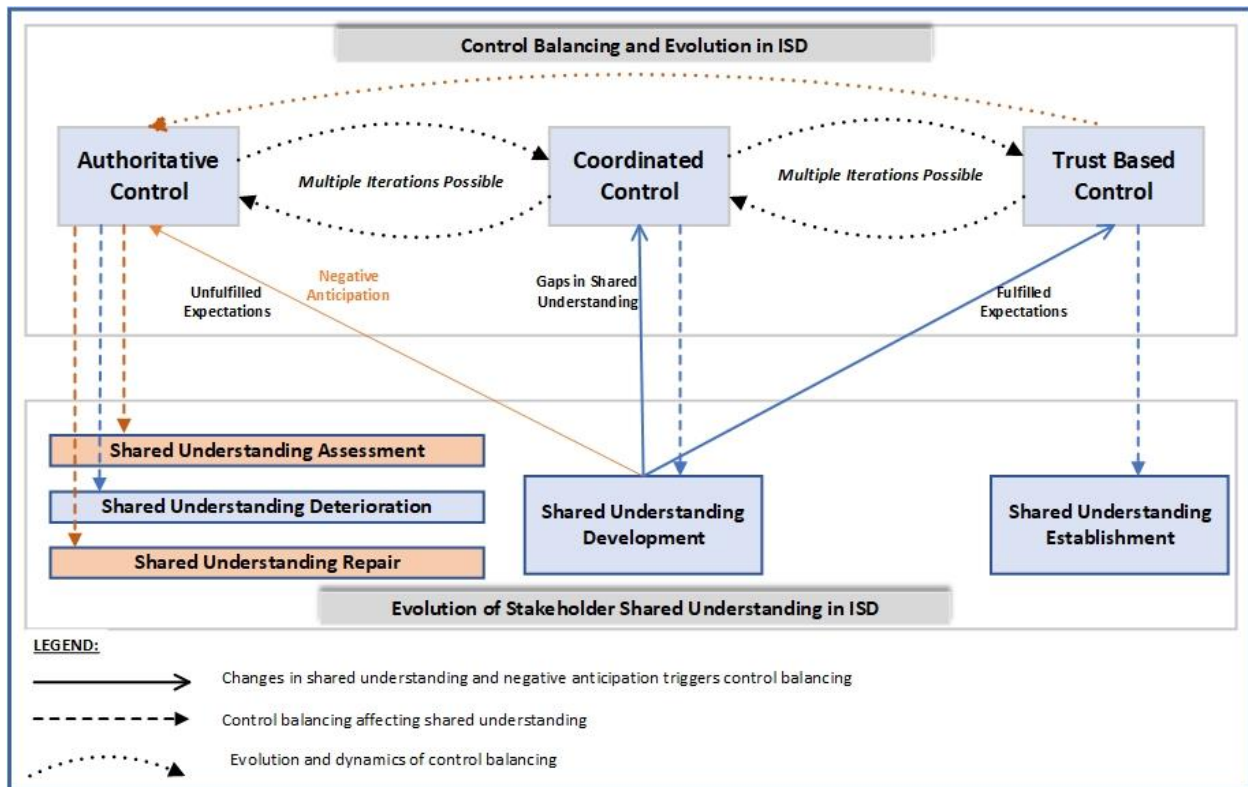 Control Balancing and Evolution in ISD
Authoritative
Control
Multiple Iterations Possible
Coordinated
Control
Multiple Iterations Possible
Trust Based
Control
Unfulfilled
Expectations
Negative
Anticipation
Gaps in Shared
Understanding
Fulfilled
Expectations
Shared Understanding Assessment
Shared Understanding Deterioration
Shared Understanding Repair
Shared Understanding
Development
Shared Understanding
Establishment
Evolution of Stakeholder Shared Understanding in ISD
LEGEND:
Changes in shared understanding and negative anticipation triggers control balancing
Control balancing affecting shared understanding
Evolution and dynamics of control balancing